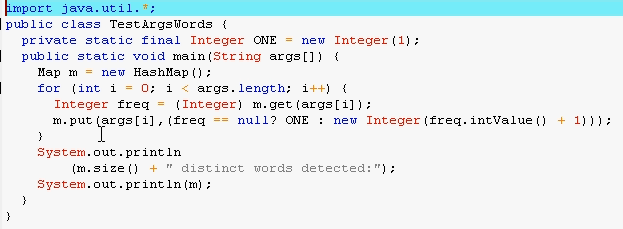 import java.util.*;
public class TestArgsWords {
  private static final Integer ONE = new Integer(1);
  public static void main(String args[]) {
    Map m = new HashMap();
    for (int i = 0; i < args.length; i++) {
      Integer freq = (Integer) m.get(args[i]);
      m.put(args[i],(freq == null? ONE : new Integer(freq.intValue() + 1)));
    }
    System.out.println
        (m.size() + " distinct words detected:");
    System.out.println(m);
  }
}